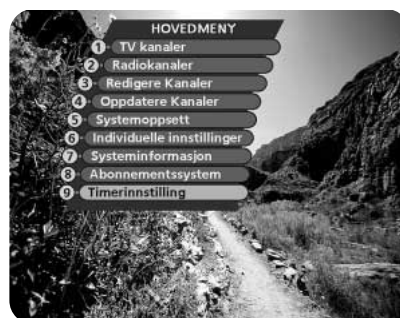 HOVEDMENY
1 TV kanaler
2 Radiokanaler
3 Redigere Kanaler
4 Oppdatere Kanaler
5 Systemoppsett
6 Individuelle innstillinger
7 Systeminformasjon
8 Abonnementssystem
9 Timerinnstilling